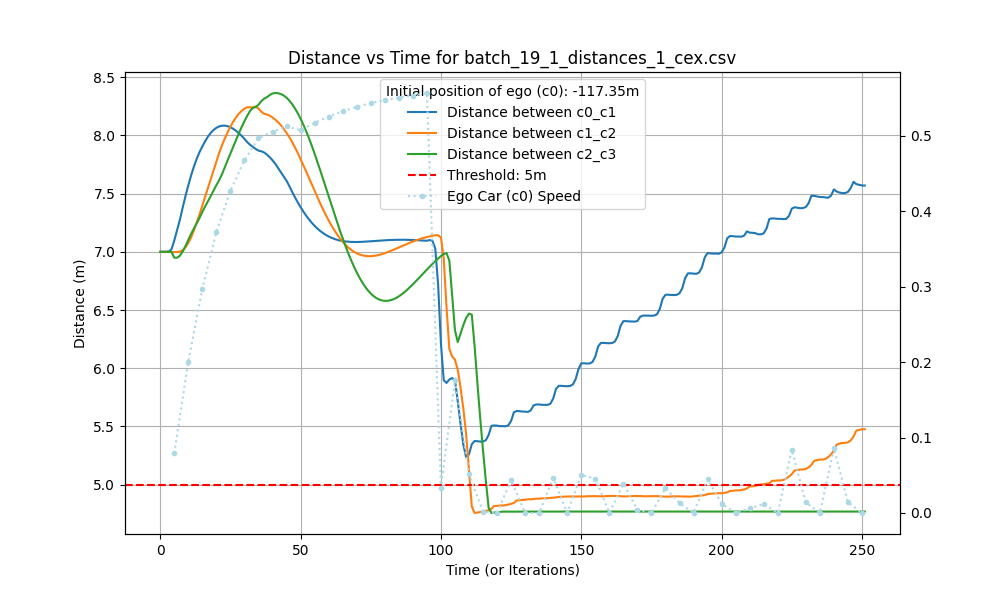 Distance vs Time for batch_19_1_distances_1_cex.csv
Initial position of ego (c0): -117.35m
Distance between c0_c1
Distance between c1_c2
Distance between c2_c3
Threshold: 5m
Ego Car (c0) Speed
Distance (m)
8.5
8.0
7.5
7.0
6.5
6.0
5.5
5.0
0.5
0.4
0.3
0.2
0.1
0.0
0 50 100 150 200 250
Time (or Iterations)